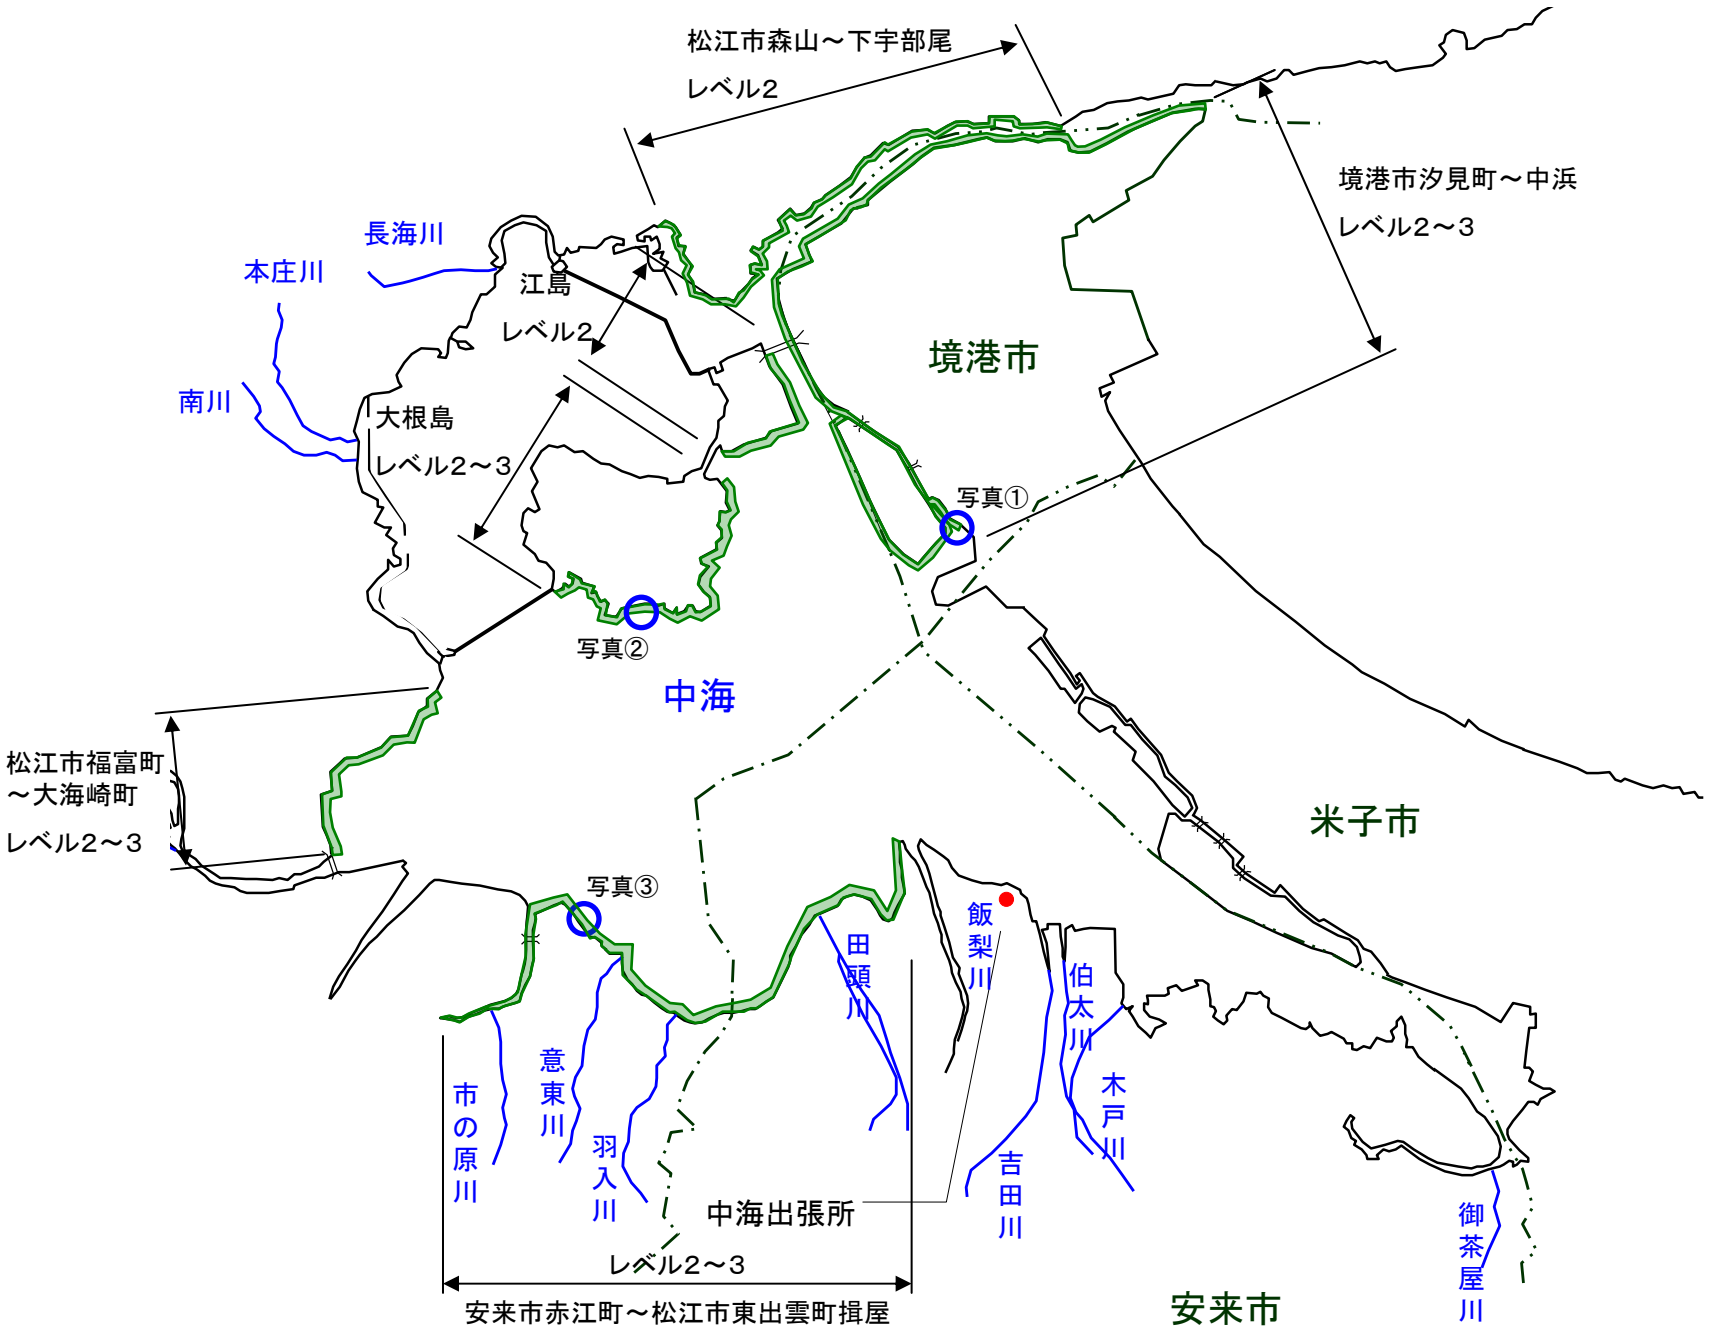 松江市森山～下宇部尾
レベル2
境港市汐見町～中浜
レベル2～3
長海川
本庄川
江島
レベル2
境港市
南川
大根島
レベル2～3
写真①
写真②
中海
松江市福富町
～大海崎町
レベル2～3
米子市
写真③
飯梨川
田頭川
伯太川
意東川
木戸川
市の原川
羽入川
吉田川
中海出張所
御茶屋川
レベル2～3
安来市赤江町～松江市東出雲町揖屋
安来市